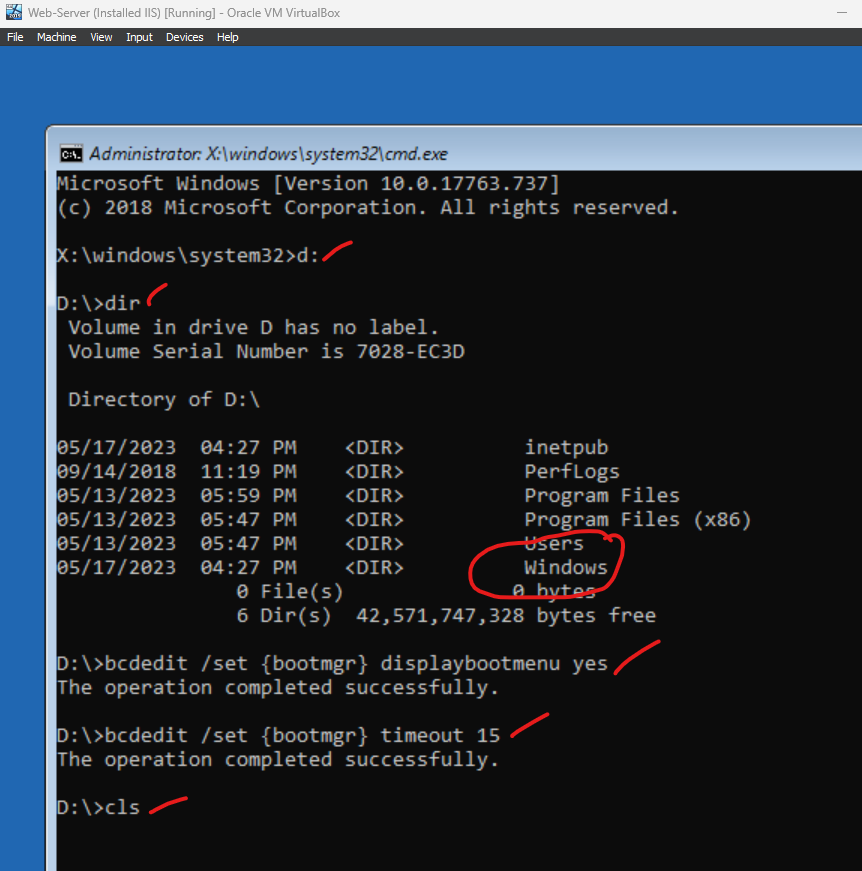 Web-Server (Installed IIS) [Running] - Oracle VM VirtualBox
File Machine View Input Devices Help
Administrator: X:\windows\system32\cmd.exe
Microsoft Windows [Version 10.0.17763.737]
(c) 2018 Microsoft Corporation. All rights reserved.
X:\windows\system32>d:
D:\>dir
Volume in drive D has no label.
Volume Serial Number is 7028-EC3D
Directory of D:\
05/17/2023 04:27 PM <DIR> inetpub
09/14/2018 11:19 PM <DIR> PerfLogs
05/13/2023 05:59 PM <DIR> Program Files
05/13/2023 05:47 PM <DIR> Program Files (x86)
05/13/2023 05:47 PM <DIR> Users
05/17/2023 04:27 PM <DIR> Windows
0 File(s) 0 bytes
6 Dir(s) 42,571,747,328 bytes free
D:\>bcdedit /set {bootmgr} displaybootmenu yes
The operation completed successfully.
D:\>bcdedit /set {bootmgr} timeout 15
The operation completed successfully.
D:\>cls